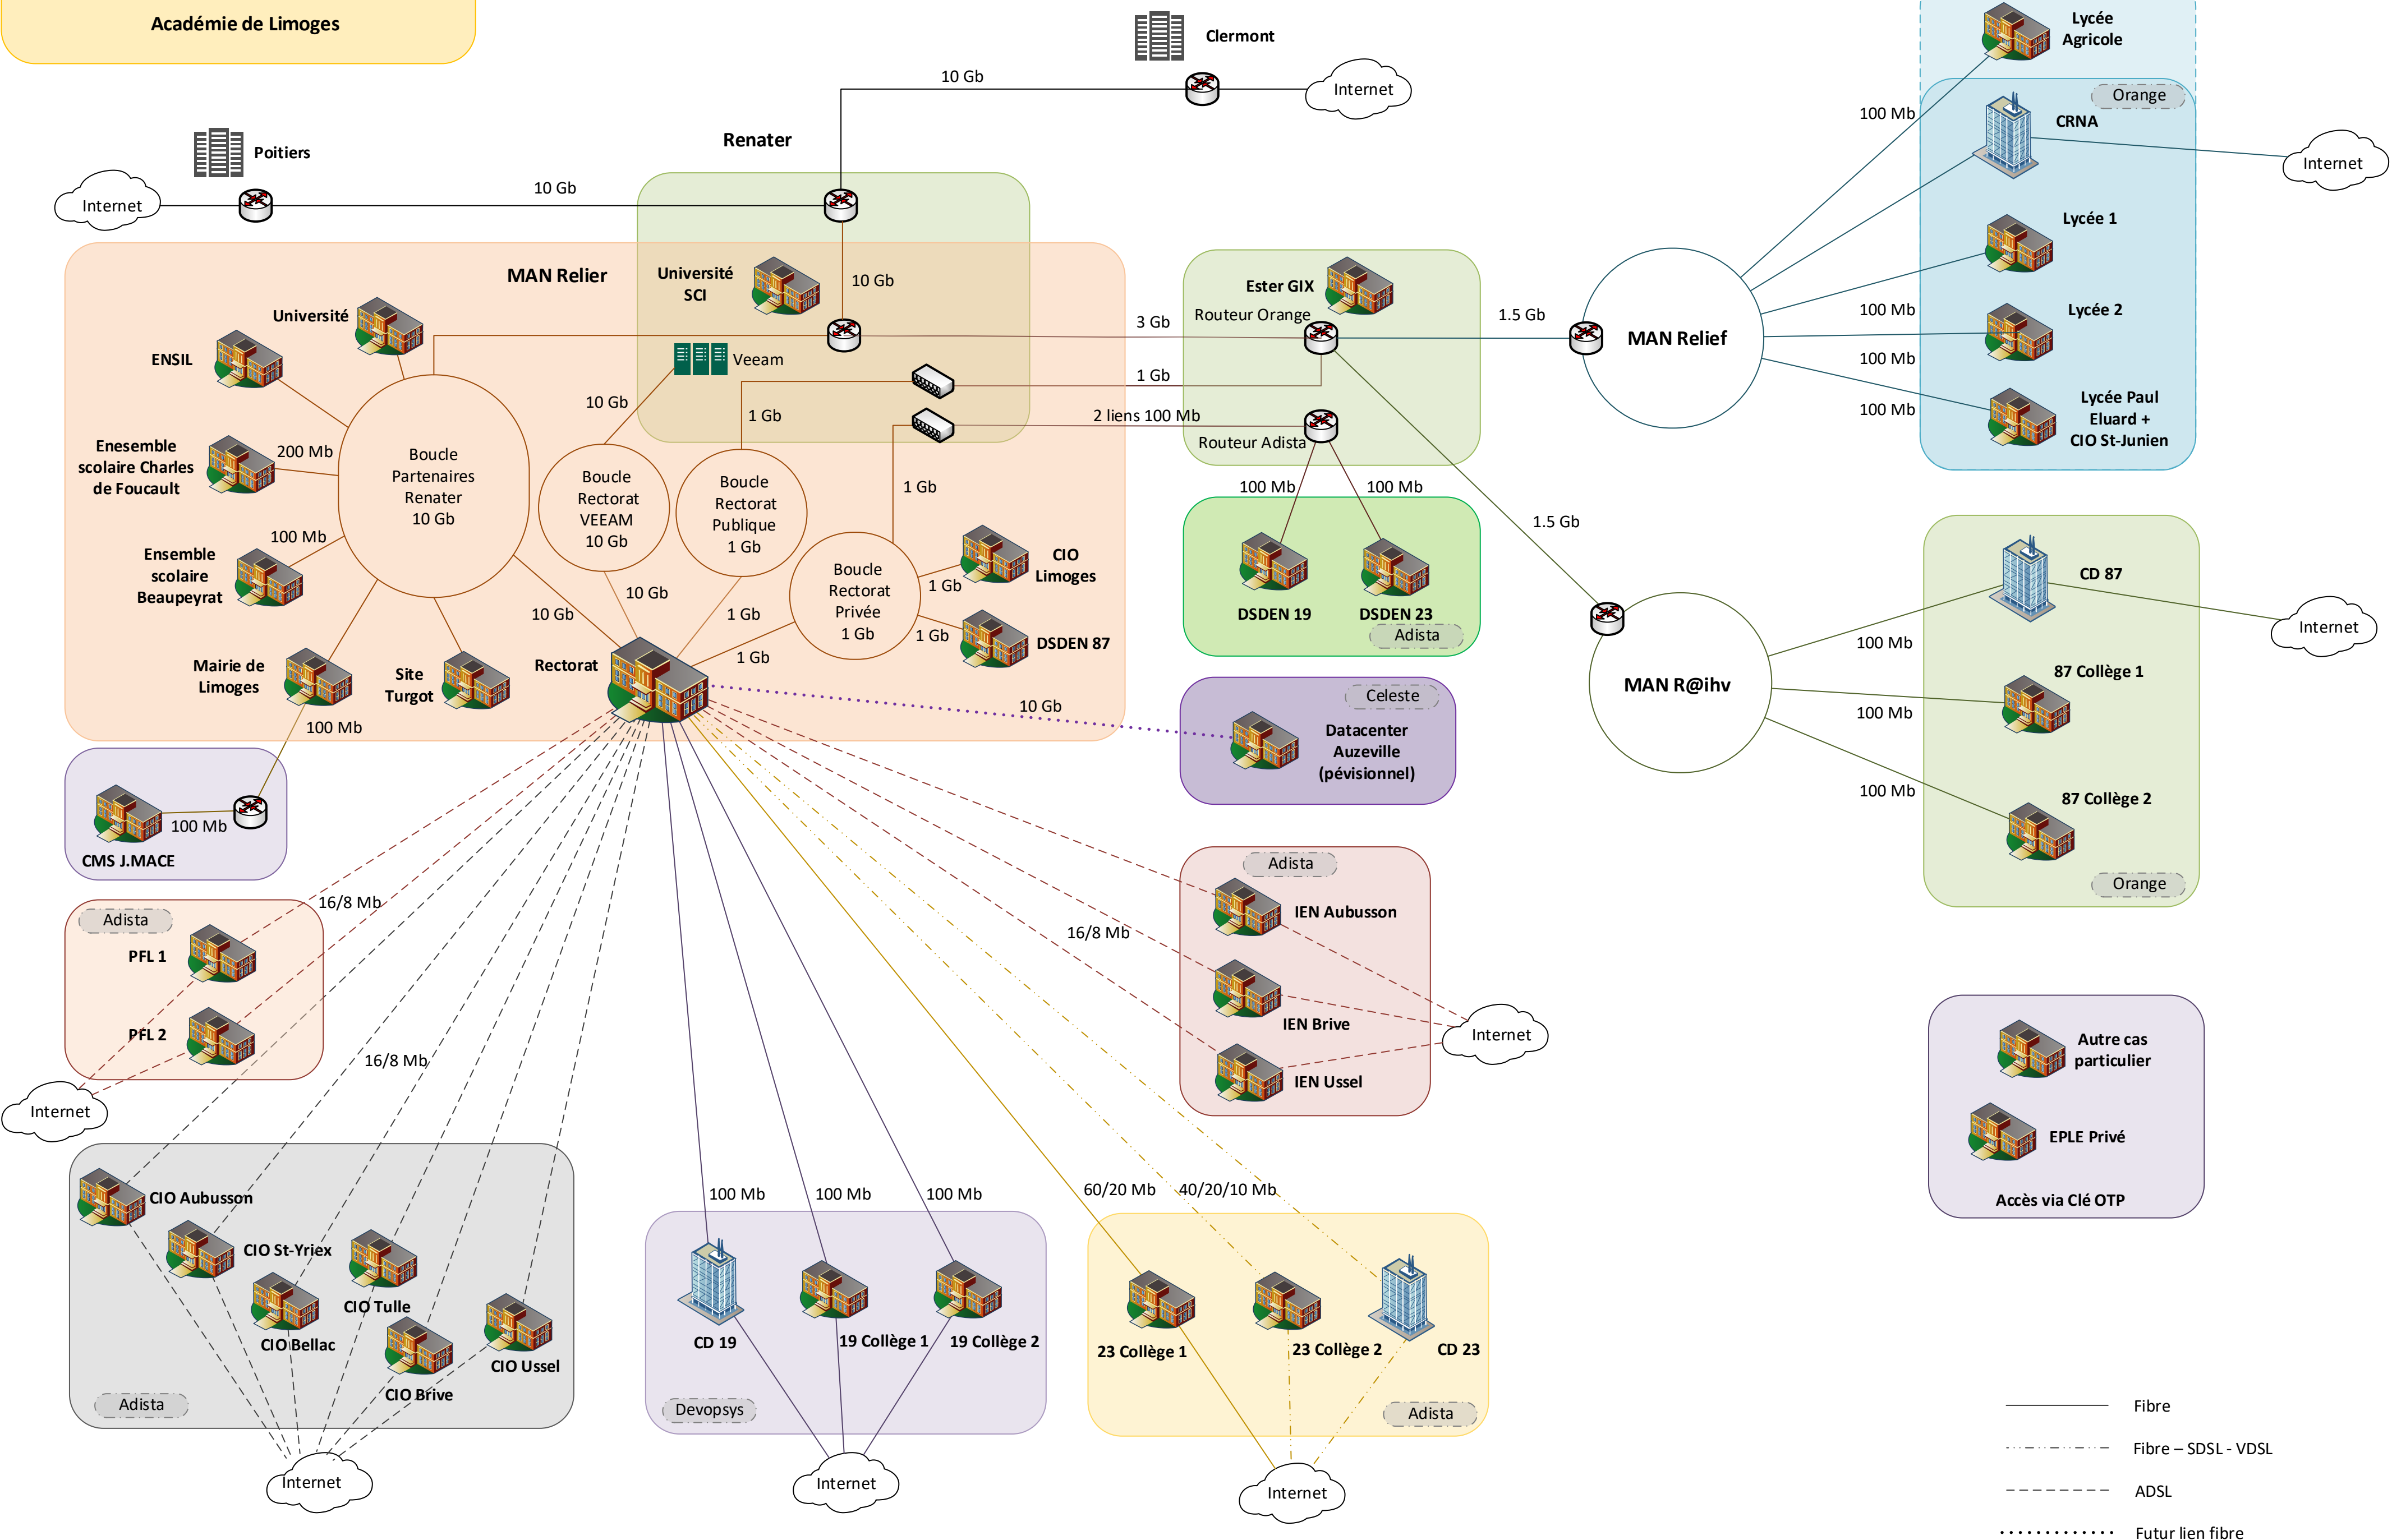 Académie de Limoges
Clermont
10 Gb
Internet
Renater
Poitiers
10 Gb
Internet
MAN Relier
Université
SCI
10 Gb
Université
ENSIL
Veeam
Enesemble
scolaire Charles
de Foucault
200 Mb
Boucle
Partenaires
Renater
10 Gb
10 Gb
1 Gb
Boucle
Rectorat
VEEAM
10 Gb
Boucle
Rectorat
Publique
1 Gb
1 Gb
Ensemble
scolaire
Beaupeyrat
100 Mb
Boucle
Rectorat
Privée
1 Gb
CIO
Limoges
1 Gb
1 Gb
DSDEN 87
10 Gb
10 Gb
1 Gb
1 Gb
Mairie de
Limoges
Site
Turgot
Rectorat
100 Mb
100 Mb
CMS J.MACE
3 Gb
1 Gb
2 liens 100 Mb
Ester GIX
Routeur Orange
Routeur Adista
100 Mb
100 Mb
DSDEN 19
DSDEN 23
Adista
10 Gb
Celeste
Datacenter
Auzeville
(pévisionnel)
1.5 Gb
MAN Relief
1.5 Gb
MAN R@ihv
Lycée
Agricole
100 Mb
Orange
CRNA
Internet
Lycée 1
100 Mb
Lycée 2
100 Mb
100 Mb
Lycée Paul
Eluard +
CIO St-Junien
CD 87
Internet
100 Mb
87 Collège 1
100 Mb
87 Collège 2
100 Mb
Orange
16/8 Mb
Adista
PFL 1
PFL 2
Internet
16/8 Mb
CIO Aubusson
CIO St-Yriex
CIO Tulle
CIO Bellac
CIO Ussel
CIO Brive
Adista
Internet
100 Mb
100 Mb
100 Mb
CD 19
19 Collège 1
19 Collège 2
Devopsys
Internet
60/20 Mb
40/20/10 Mb
23 Collège 1
23 Collège 2
CD 23
Adista
Internet
16/8 Mb
Adista
IEN Aubusson
IEN Brive
IEN Ussel
Internet
Autre cas
particulier
EPLE Privé
Accès via Clé OTP
Fibre
Fibre – SDSL - VDSL
ADSL
Futur lien fibre